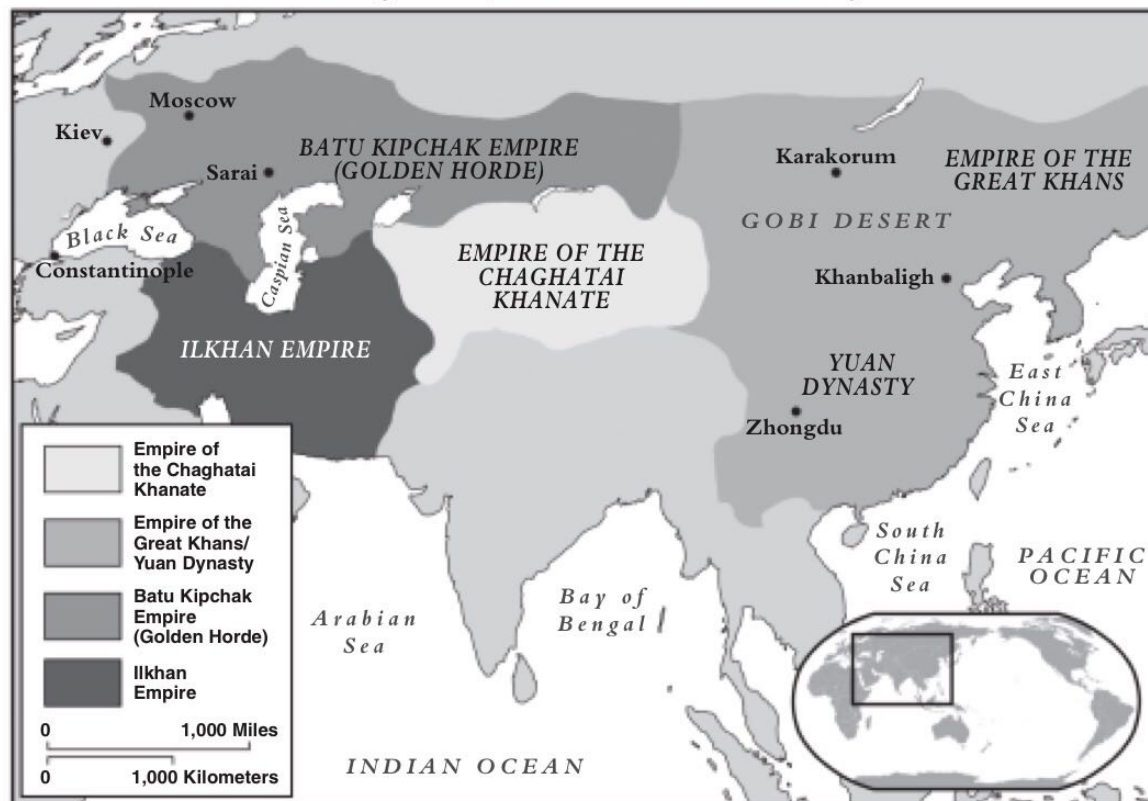 Moscow
Kiev
BATU KIPCHAK EMPIRE
(GOLDEN HORDE)
Sarai
Karakorum
EMPIRE OF THE
GREAT KHANS
GOBI DESERT
Black Sea
Caspian Sea
Constantinople
EMPIRE OF THE
CHAGHATAI
KHANATE
Khanbaligh
ILKHAN EMPIRE
YUAN
DYNASTY
East
China
Sea
Zhongdu
Empire of
the Chaghatai
Khanate
Empire of the
Great Khans/
Yuan Dynasty
Batu Kipchak
Empire
(Golden Horde)
Ilkhan
Empire
0 1,000 Miles
0 1,000 Kilometers
Arabian
Sea
Bay of
Bengal
South
China
Sea
PACIFIC
OCEAN
INDIAN OCEAN